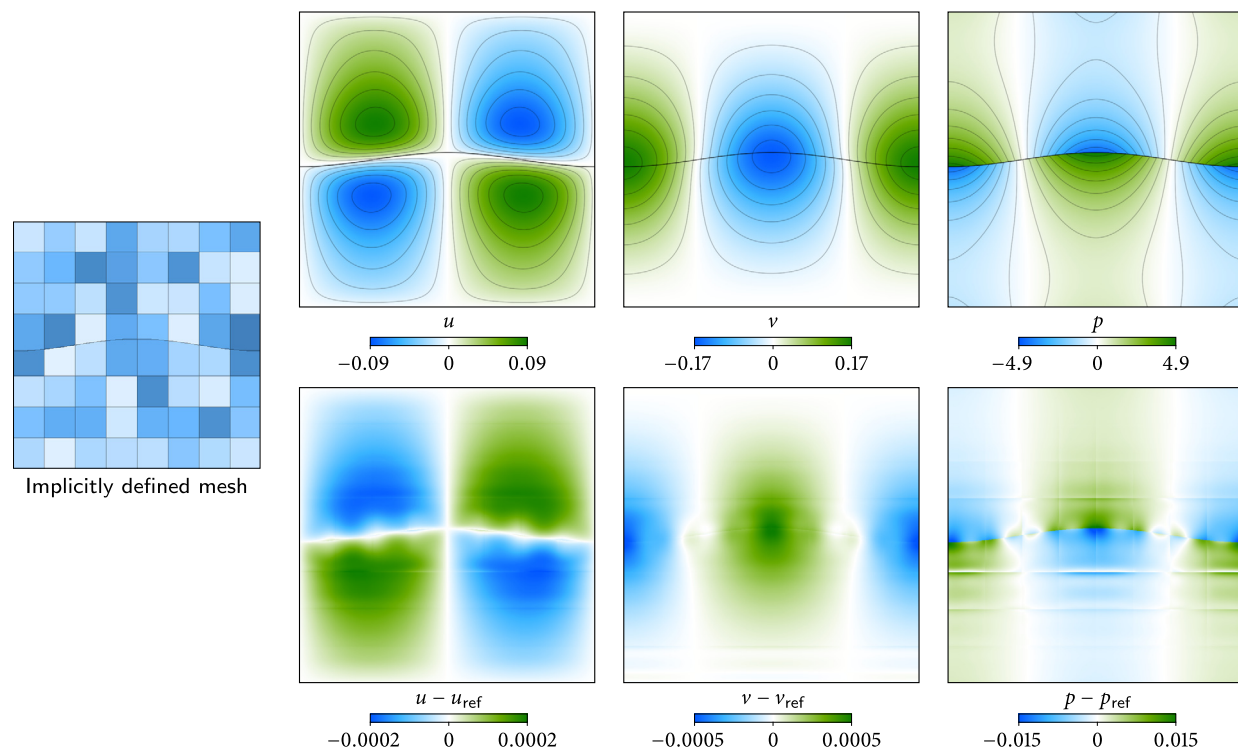 u
−0.09 0 0.09
v
−0.17 0 0.17
p
−4.9 0 4.9
Implicitly defined mesh
u − u_ref
−0.0002 0 0.0002
v − v_ref
−0.0005 0 0.0005
p − p_ref
−0.015 0 0.015